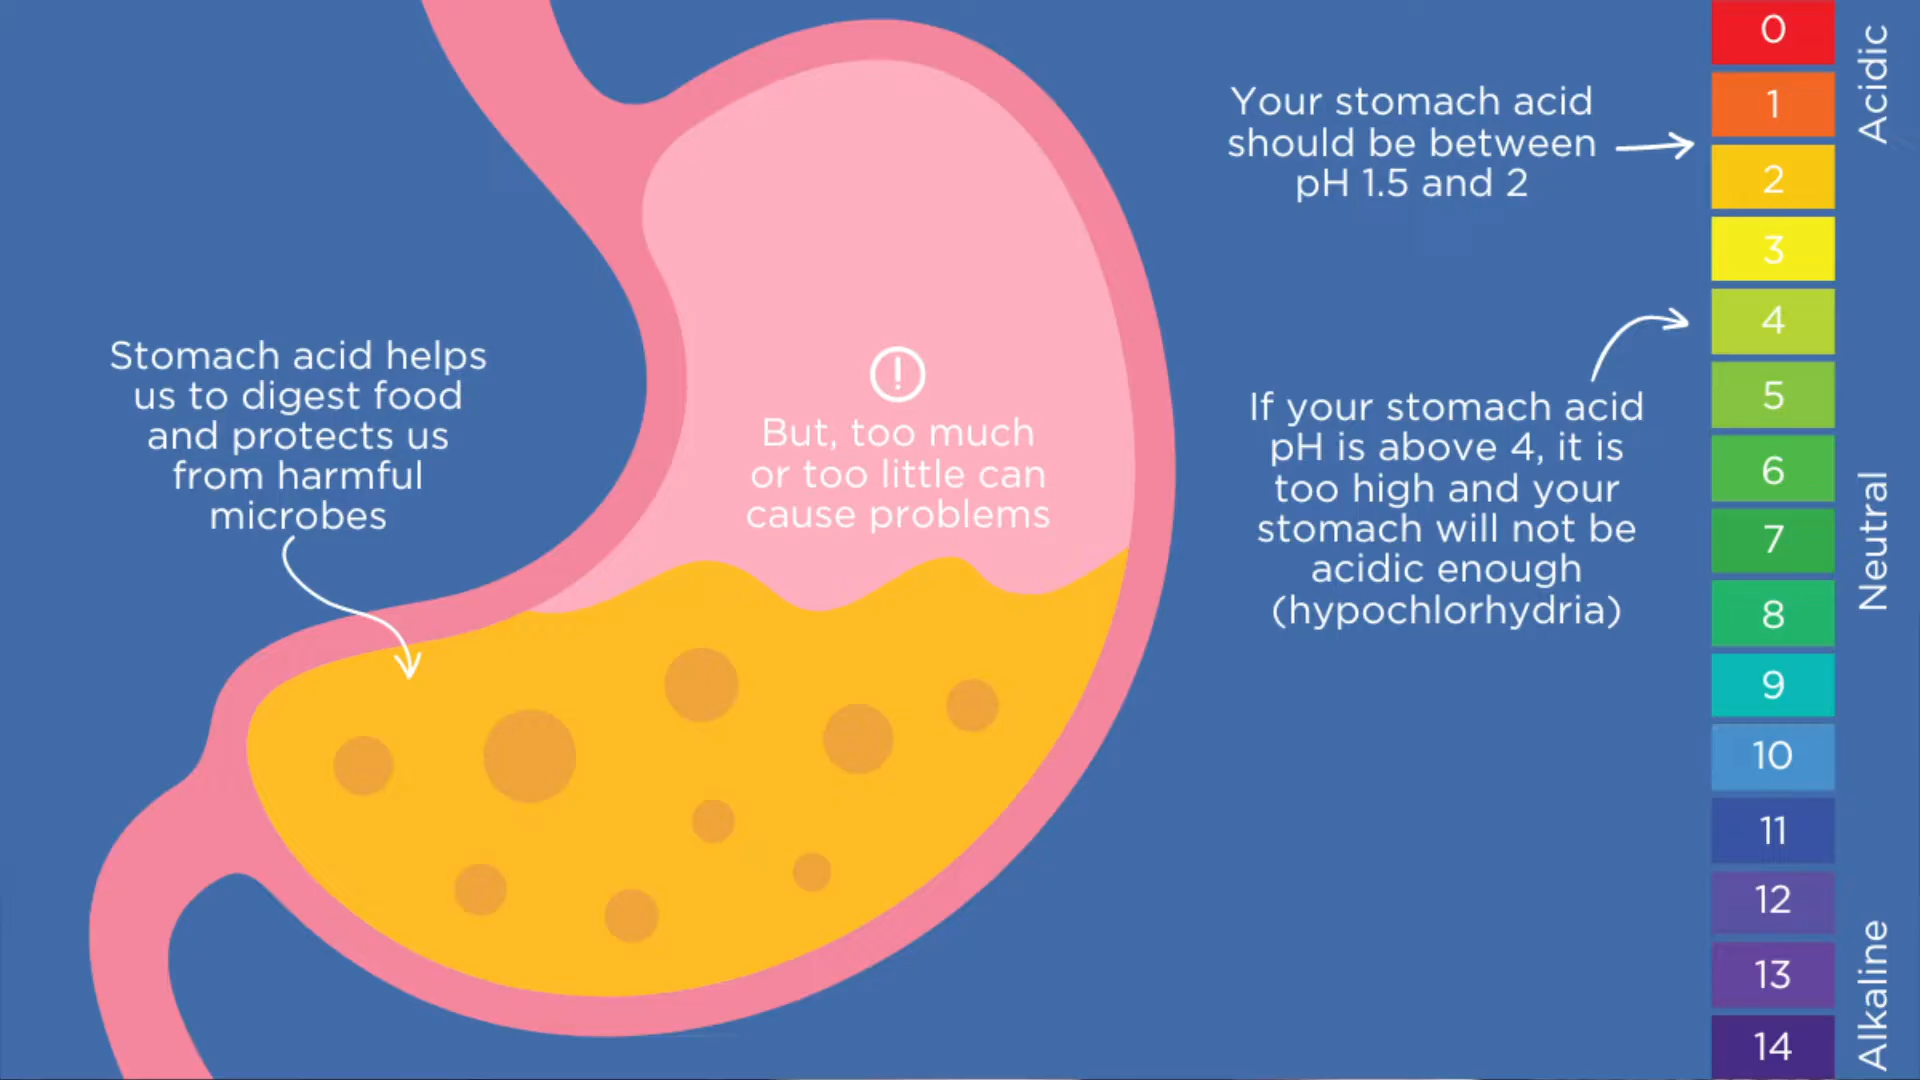 Stomach acid helps
us to digest food
and protects us
from harmful
microbes
But, too much
or too little can
cause problems
Your stomach acid
should be between
pH 1.5 and 2
If your stomach acid
pH is above 4, it is
too high and your
stomach will not be
acidic enough
(hypochlorhydria)
0
1
2
3
4
5
6
7
8
9
10
11
12
13
14
Acidic
Neutral
Alkaline